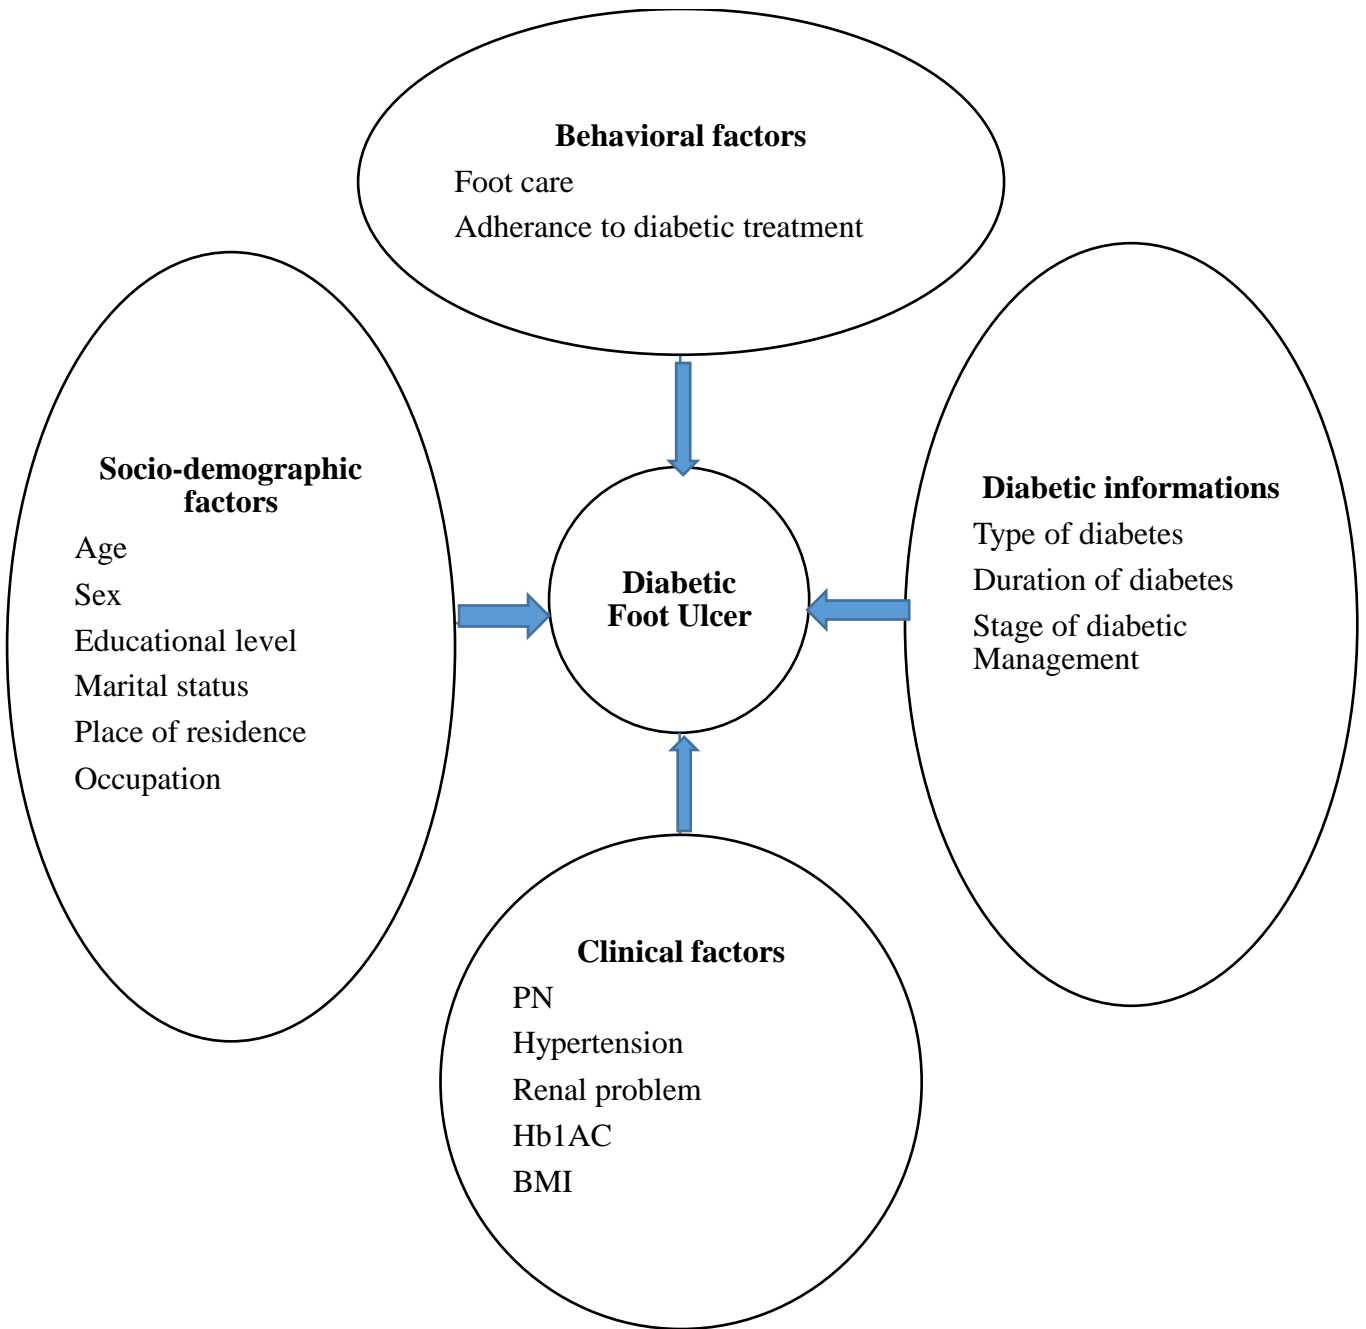 Behavioral factors
Foot care
Adherance to diabetic treatment
Socio-demographic
factors
Age
Sex
Educational level
Marital status
Place of residence
Occupation
Diabetic
Foot Ulcer
Diabetic informations
Type of diabetes
Duration of diabetes
Stage of diabetic
Management
Clinical factors
PN
Hypertension
Renal problem
Hb1AC
BMI